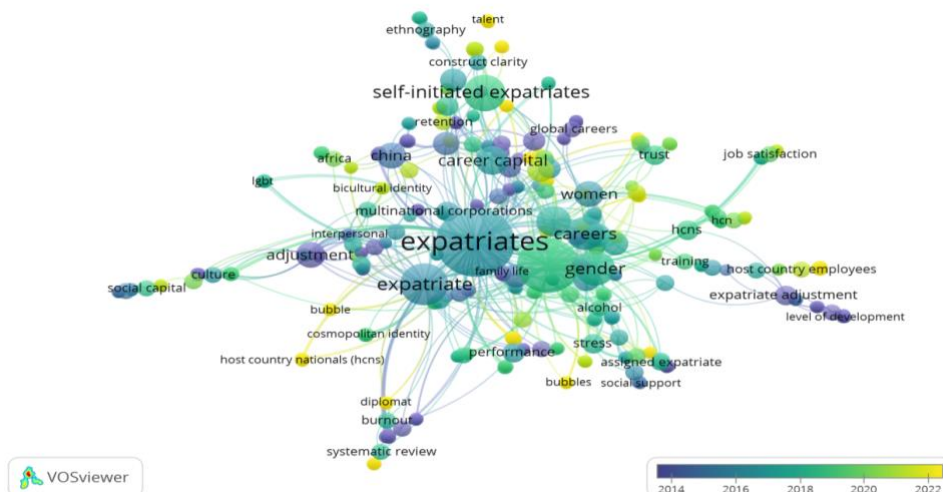 talent
ethnography
construct clarity
self-initiated expatriates
retention
global careers
china
career capital
trust
job satisfaction
africa
lgbt
bicultural identity
women
multinational corporations
hcn
interpersonal
expatriates
careers
hcns
adjustment
family life
gender
training
host country employees
culture
social capital
expatriate
expatriate adjustment
bubble
alcohol
level of development
cosmopolitan identity
stress
host country nationals (hcns)
performance
assigned expatriate
bubbles
social support
diplomat
burnout
systematic review
VOSviewer
2014 2016 2018 2020 2022